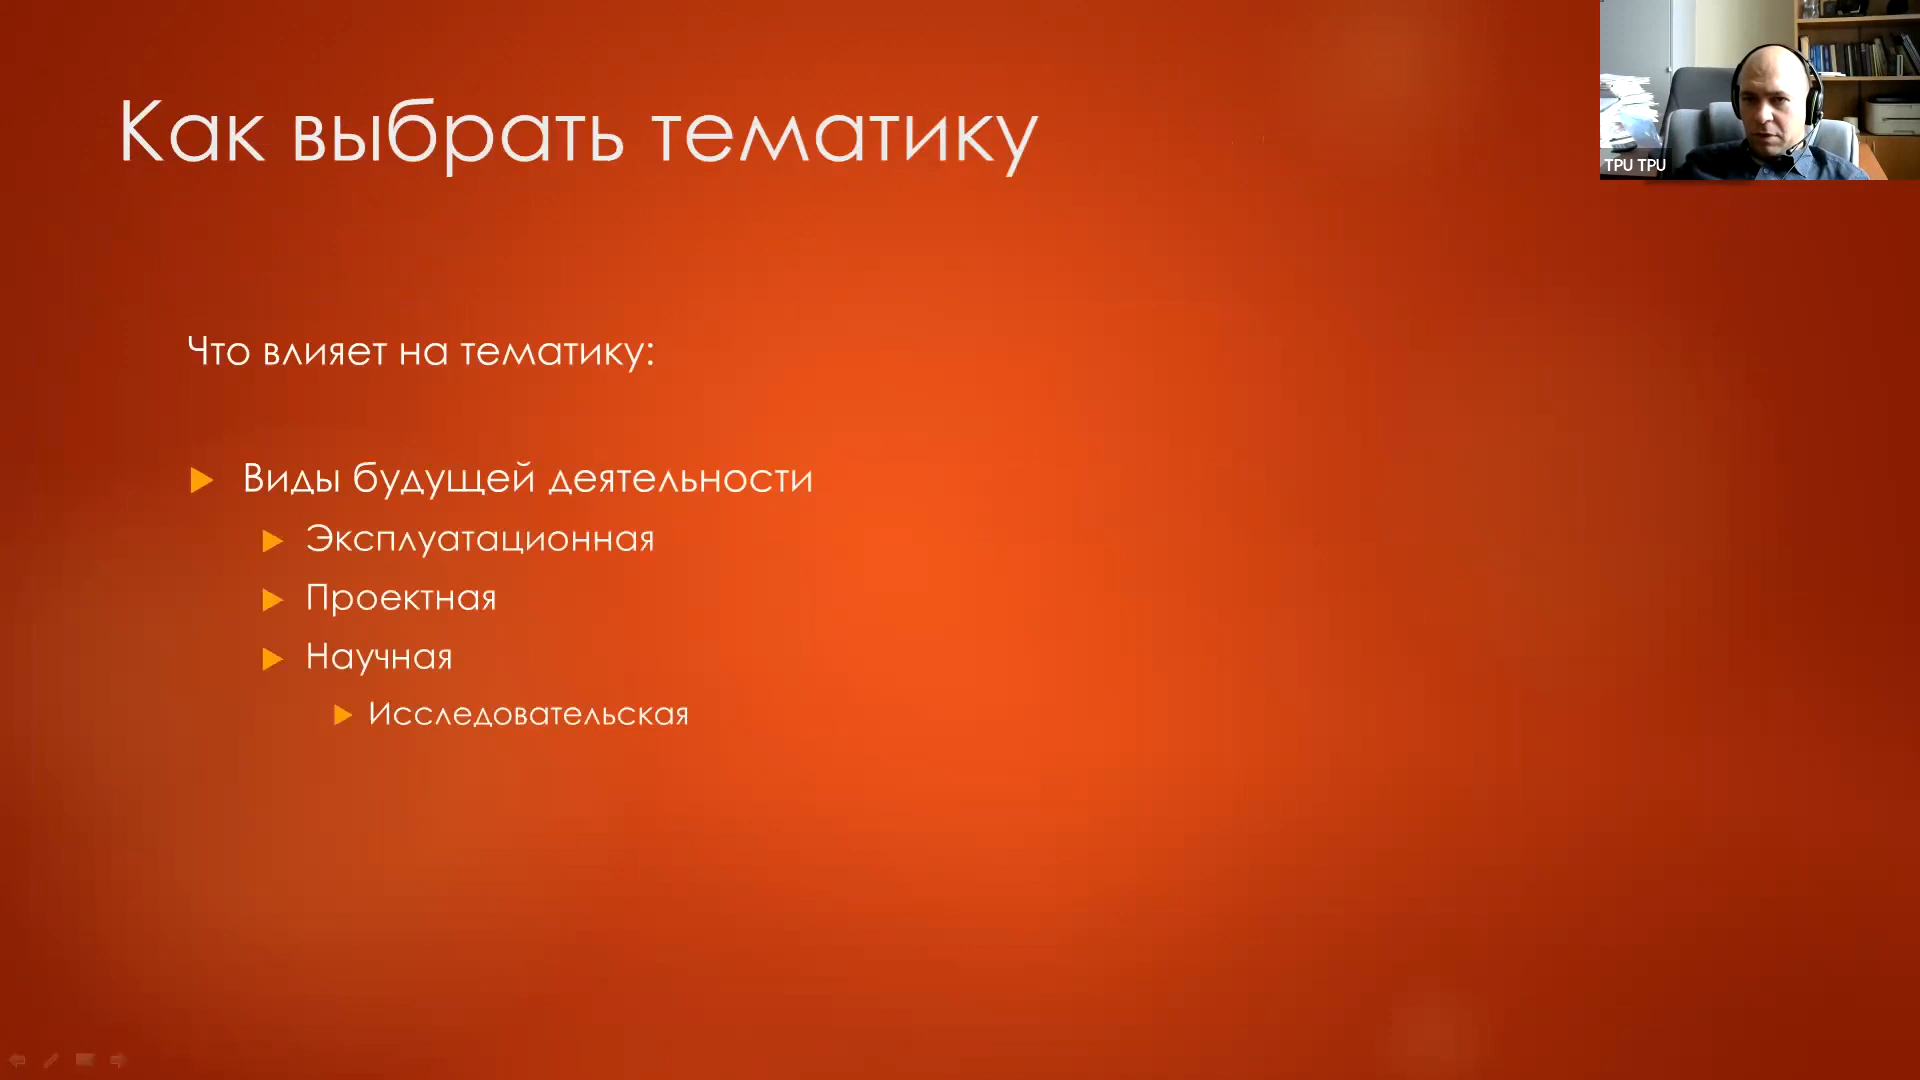 Как выбрать тематику
TPU TPU
Что влияет на тематику:
Виды будущей деятельности
Эксплуатационная
Проектная
Научная
Исследовательская